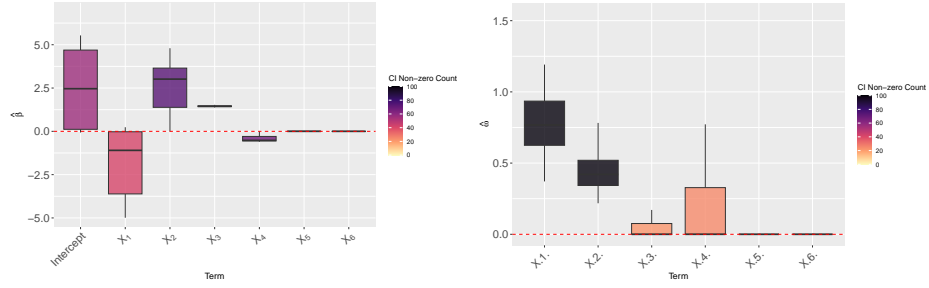 5.0
2.5
0.0
−2.5
−5.0
β̂
Intercept
X₁
X₂
X₃
X₄
X₅
X₆
Term
CI Non−zero Count
100
80
60
40
20
0
1.5
1.0
0.5
0.0
ω̂
X.1.
X.2.
X.3.
X.4.
X.5.
X.6.
Term
CI Non−zero Count
100
80
60
40
20
0